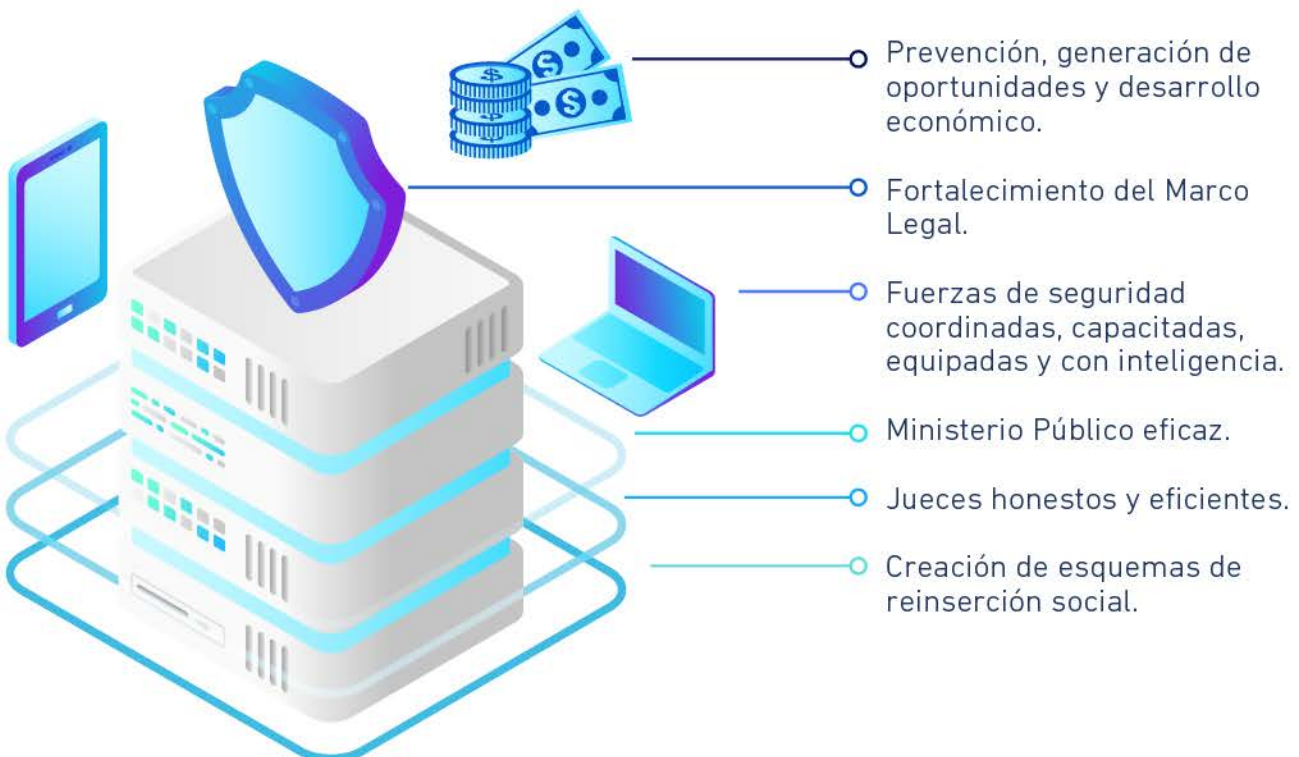 Prevención, generación de
oportunidades y desarrollo
económico.
Fortalecimiento del Marco
Legal.
Fuerzas de seguridad
coordinadas, capacitadas,
equipadas y con inteligencia.
Ministerio Público eficaz.
Jueces honestos y eficientes.
Creación de esquemas de
reinserción social.